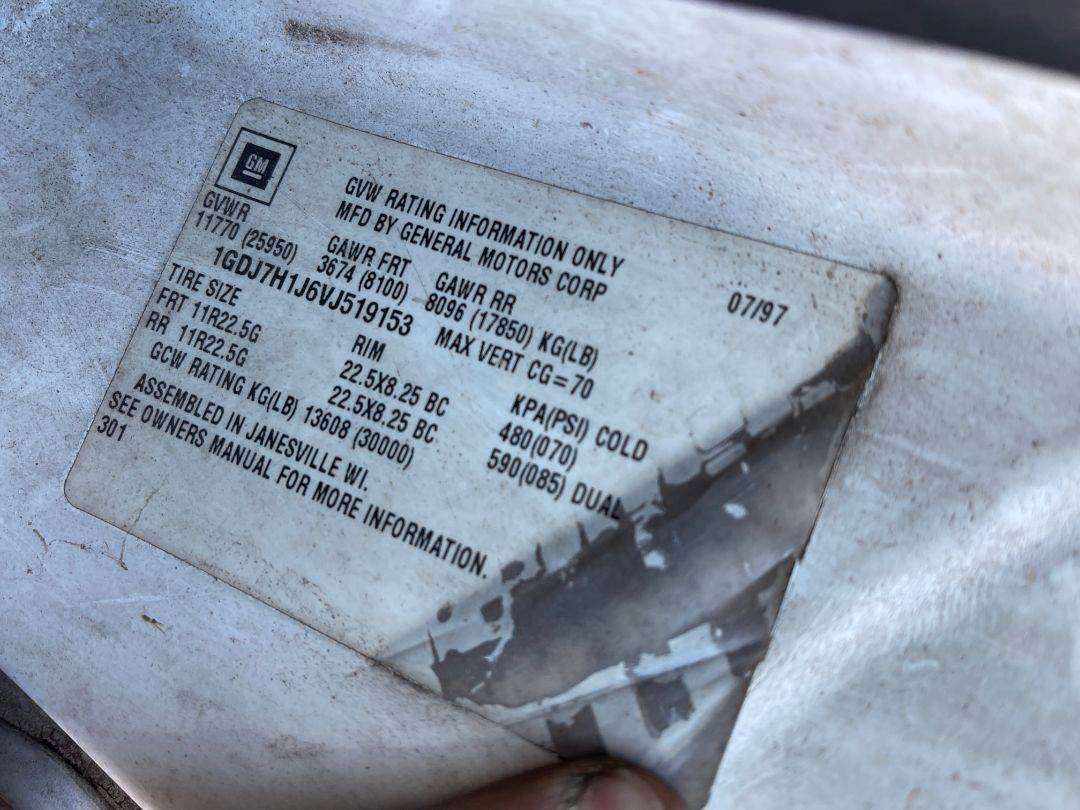 GM
GVW RATING INFORMATION ONLY
MFD BY GENERAL MOTORS CORP
07/97
GVWR GAWR FRT GAWR RR
11770 (25950) 3674 (8100) 8096 (17850) KG(LB)
1GDJ7H1J6VJ519153 MAX VERT CG=70
TIRE SIZE RIM KPA(PSI) COLD
FRT 11R22.5G 22.5X8.25 BC 480(070)
RR 11R22.5G 22.5X8.25 BC 590(085) DUAL
GCW RATING KG(LB) 13608 (30000)
ASSEMBLED IN JANESVILLE WI.
SEE OWNERS MANUAL FOR MORE INFORMATION.
301